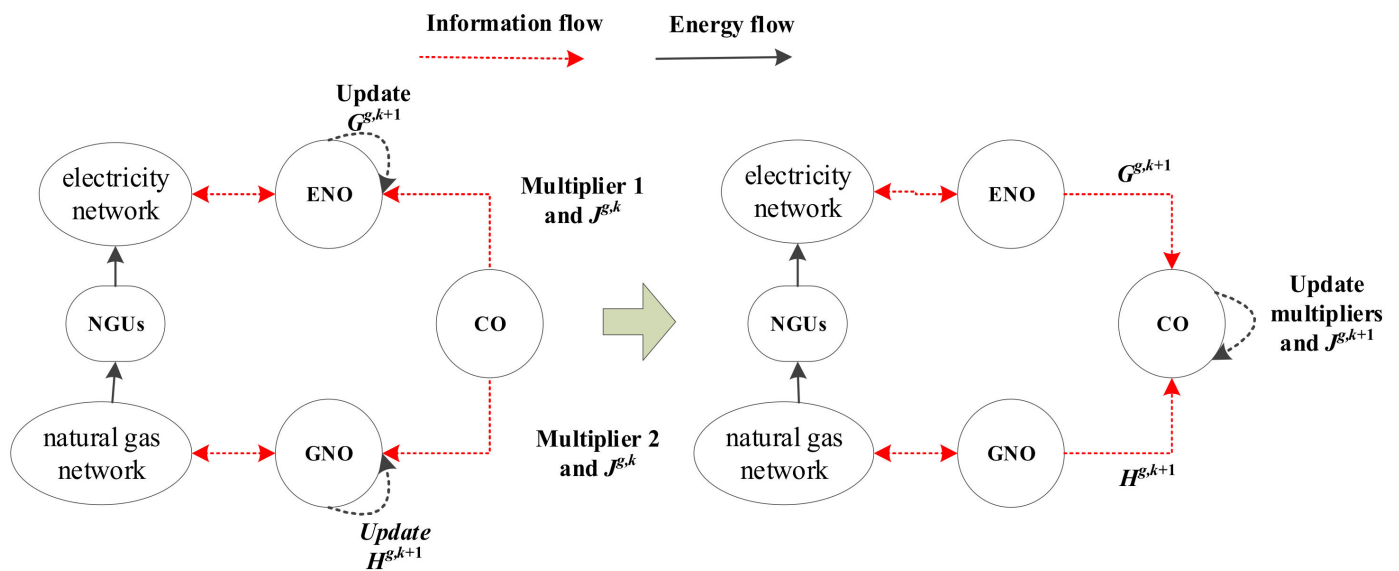 Information flow
Energy flow
Update
G^{g,k+1}
electricity
network
ENO
Multiplier 1
and J^{g,k}
NGUs
CO
natural gas
network
GNO
Multiplier 2
and J^{g,k}
Update
H^{g,k+1}
electricity
network
ENO
G^{g,k+1}
NGUs
CO
Update
multipliers
and J^{g,k+1}
natural gas
network
GNO
H^{g,k+1}